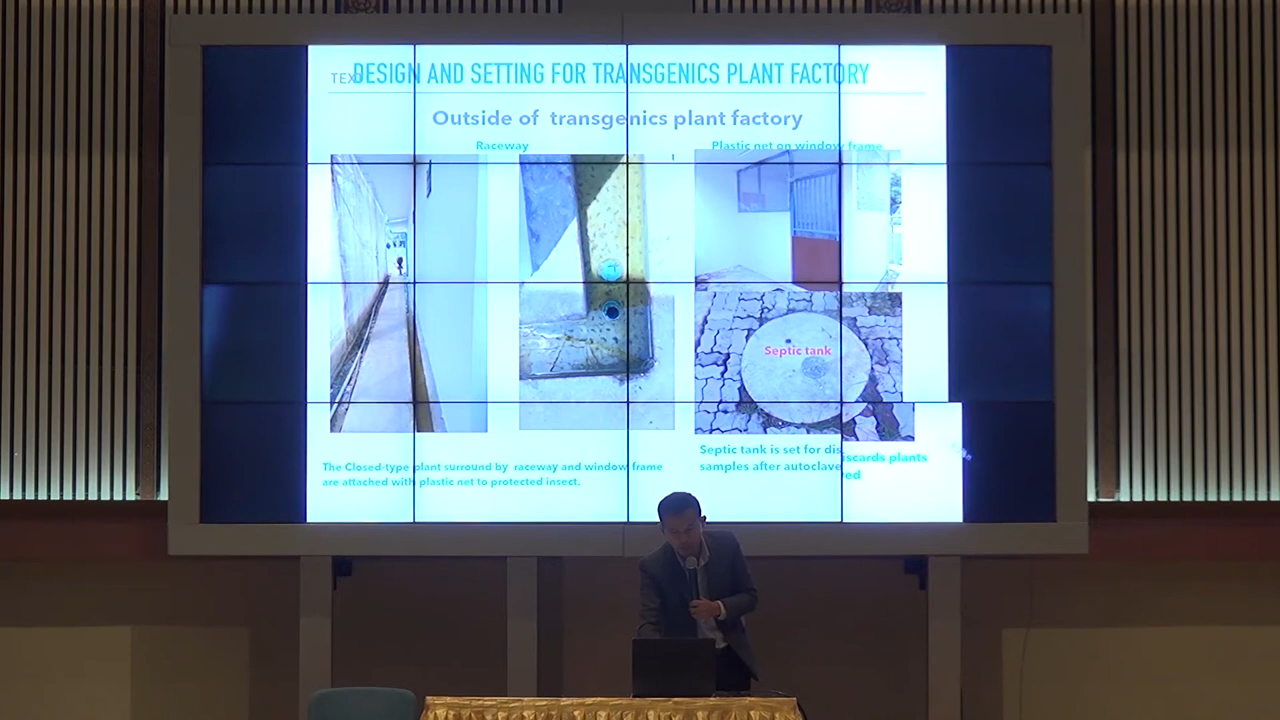 TEXT
DESIGN AND SETTING FOR TRANSGENICS PLANT FACTORY
Outside of transgenics plant factory
Raceway
Plastic net on window frame
Septic tank
The Closed-type plant surround by raceway and window frame
are attached with plastic net to protected insect.
Septic tank is set for discards plants
samples after autoclaved